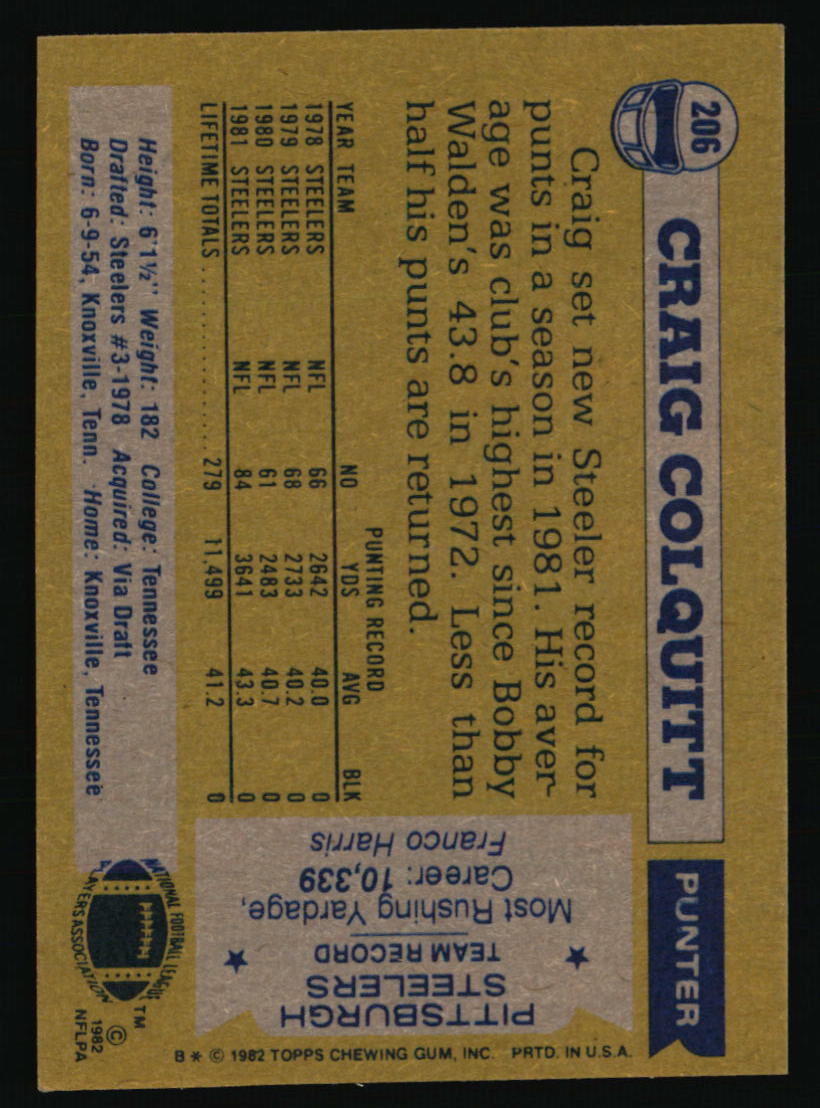 206
CRAIG COLQUITT
PUNTER
Craig set new Steeler record for
punts in a season in 1981. His aver-
age was club's highest since Bobby
Walden's 43.8 in 1972. Less than
half his punts are returned.
PUNTING RECORD
YEAR TEAM NO YDS AVG BLK
1978 STEELERS NFL 66 2642 40.0 0
1979 STEELERS NFL 68 2733 40.2 0
1980 STEELERS NFL 61 2483 40.7 0
1981 STEELERS NFL 84 3641 43.3 0
LIFETIME TOTALS .......................... 279 11,499 41.2 0
Height: 6'1½" Weight: 182 College: Tennessee
Drafted: Steelers #3-1978 Acquired: Via Draft
Born: 6-9-54, Knoxville, Tenn. Home: Knoxville, Tennessee
PITTSBURGH
STEELERS
TEAM RECORD
Most Rushing Yardage,
Career: 10,339
Franco Harris
NATIONAL FOOTBALL LEAGUE
PLAYERS ASSOCIATION
TM
©
1982
NFLPA
B * © 1982 TOPPS CHEWING GUM, INC. PRTD. IN U.S.A.